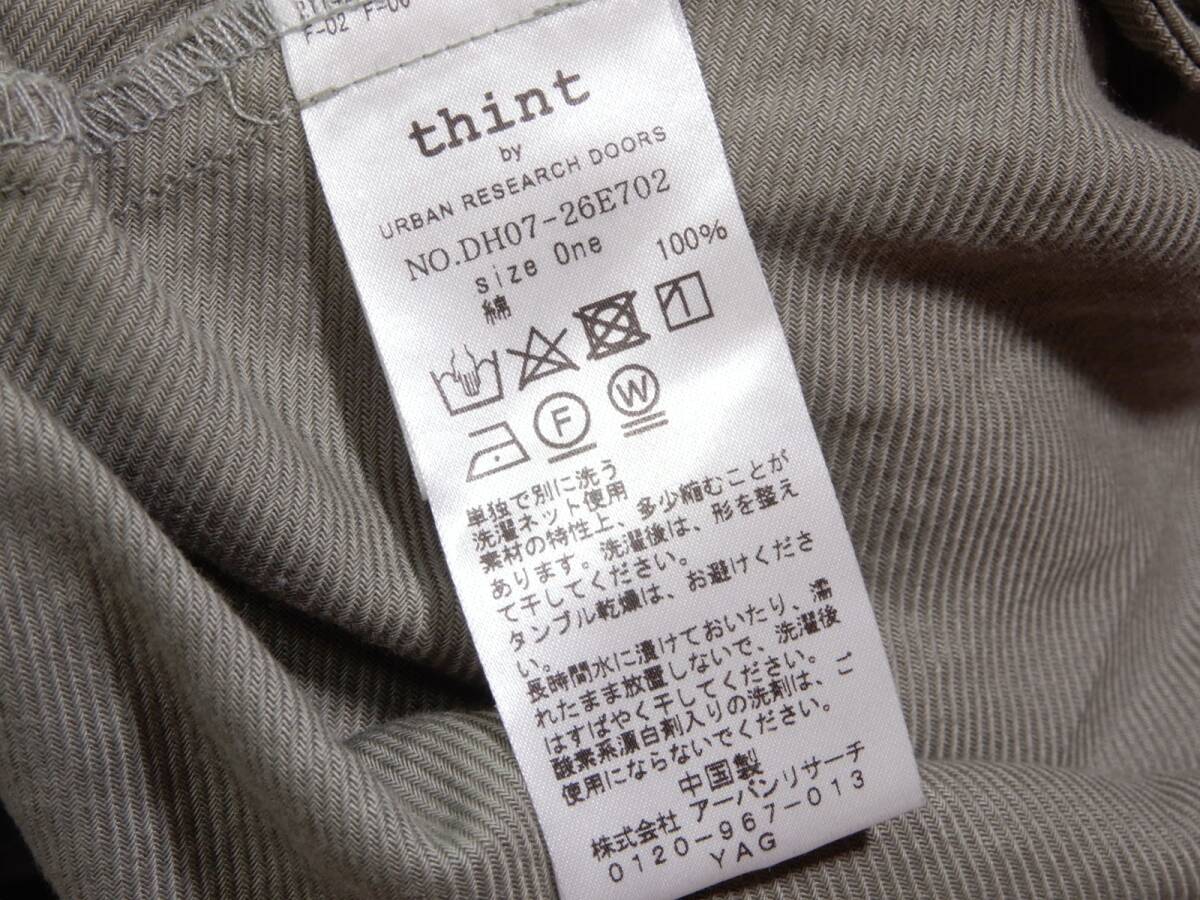 F-02 F-00
thint
by
URBAN RESEARCH DOORS
NO.DH07-26E702
size One
綿 100%
1
F W
単独で別に洗う
洗濯ネット使用
素材の特性上、多少縮むことが
あります。洗濯後は、形を整え
て干してください。
タンブル乾燥は、お避けくださ
い。
長時間水に漬けておいたり、濡
れたまま放置しないで、洗濯後
はすばやく干してください。
酸素系漂白剤入りの洗剤は、ご
使用にならないでください。
中国製
株式会社 アーバンリサーチ
0120-967-013
YAG